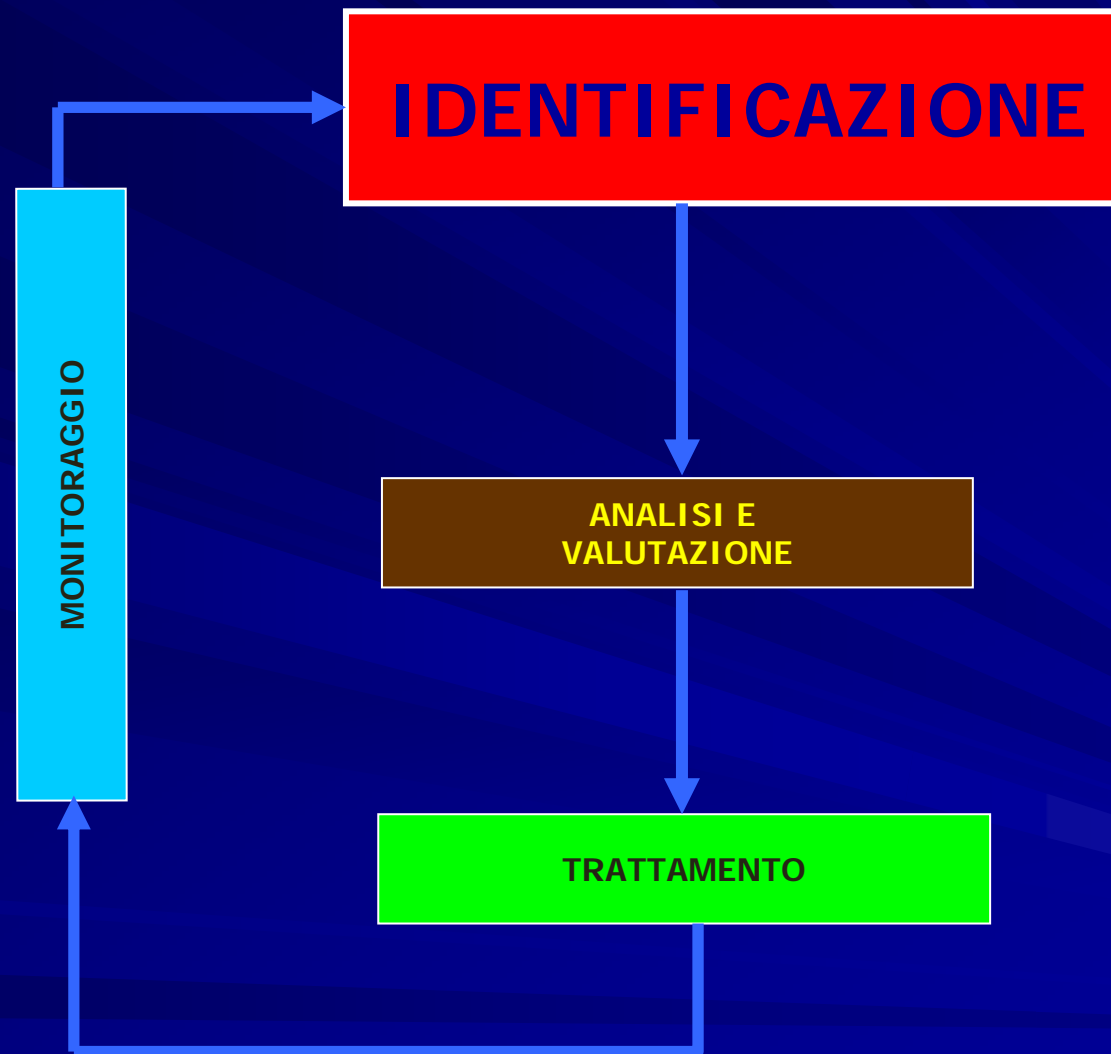 IDENTIFICAZIONE
MONITORAGGIO
ANALISI E
VALUTAZIONE
TRATTAMENTO